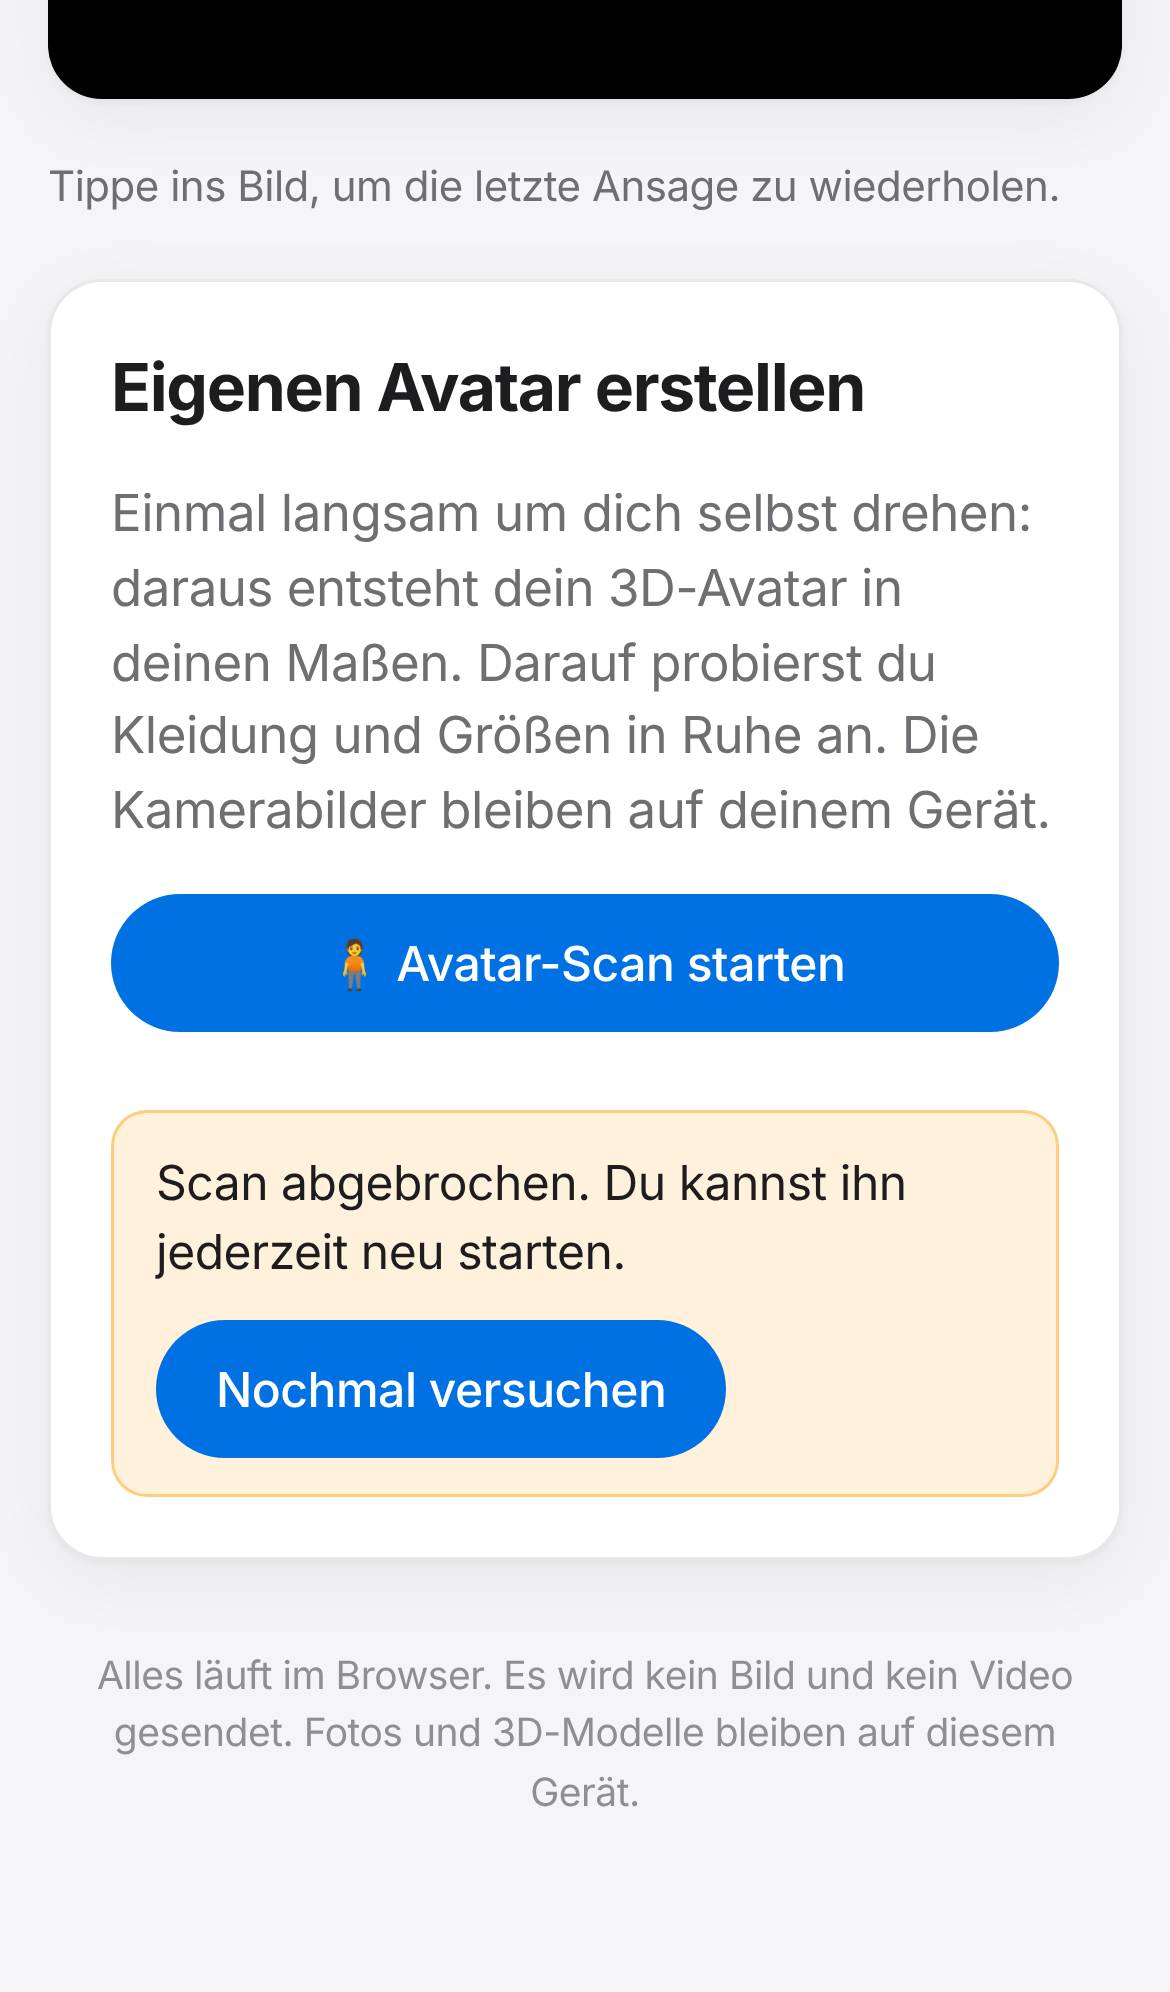 Tippe ins Bild, um die letzte Ansage zu wiederholen.
Eigenen Avatar erstellen
Einmal langsam um dich selbst drehen:
daraus entsteht dein 3D-Avatar in
deinen Maßen. Darauf probierst du
Kleidung und Größen in Ruhe an. Die
Kamerabilder bleiben auf deinem Gerät.
🧍 Avatar-Scan starten
Scan abgebrochen. Du kannst ihn
jederzeit neu starten.
Nochmal versuchen
Alles läuft im Browser. Es wird kein Bild und kein Video
gesendet. Fotos und 3D-Modelle bleiben auf diesem
Gerät.